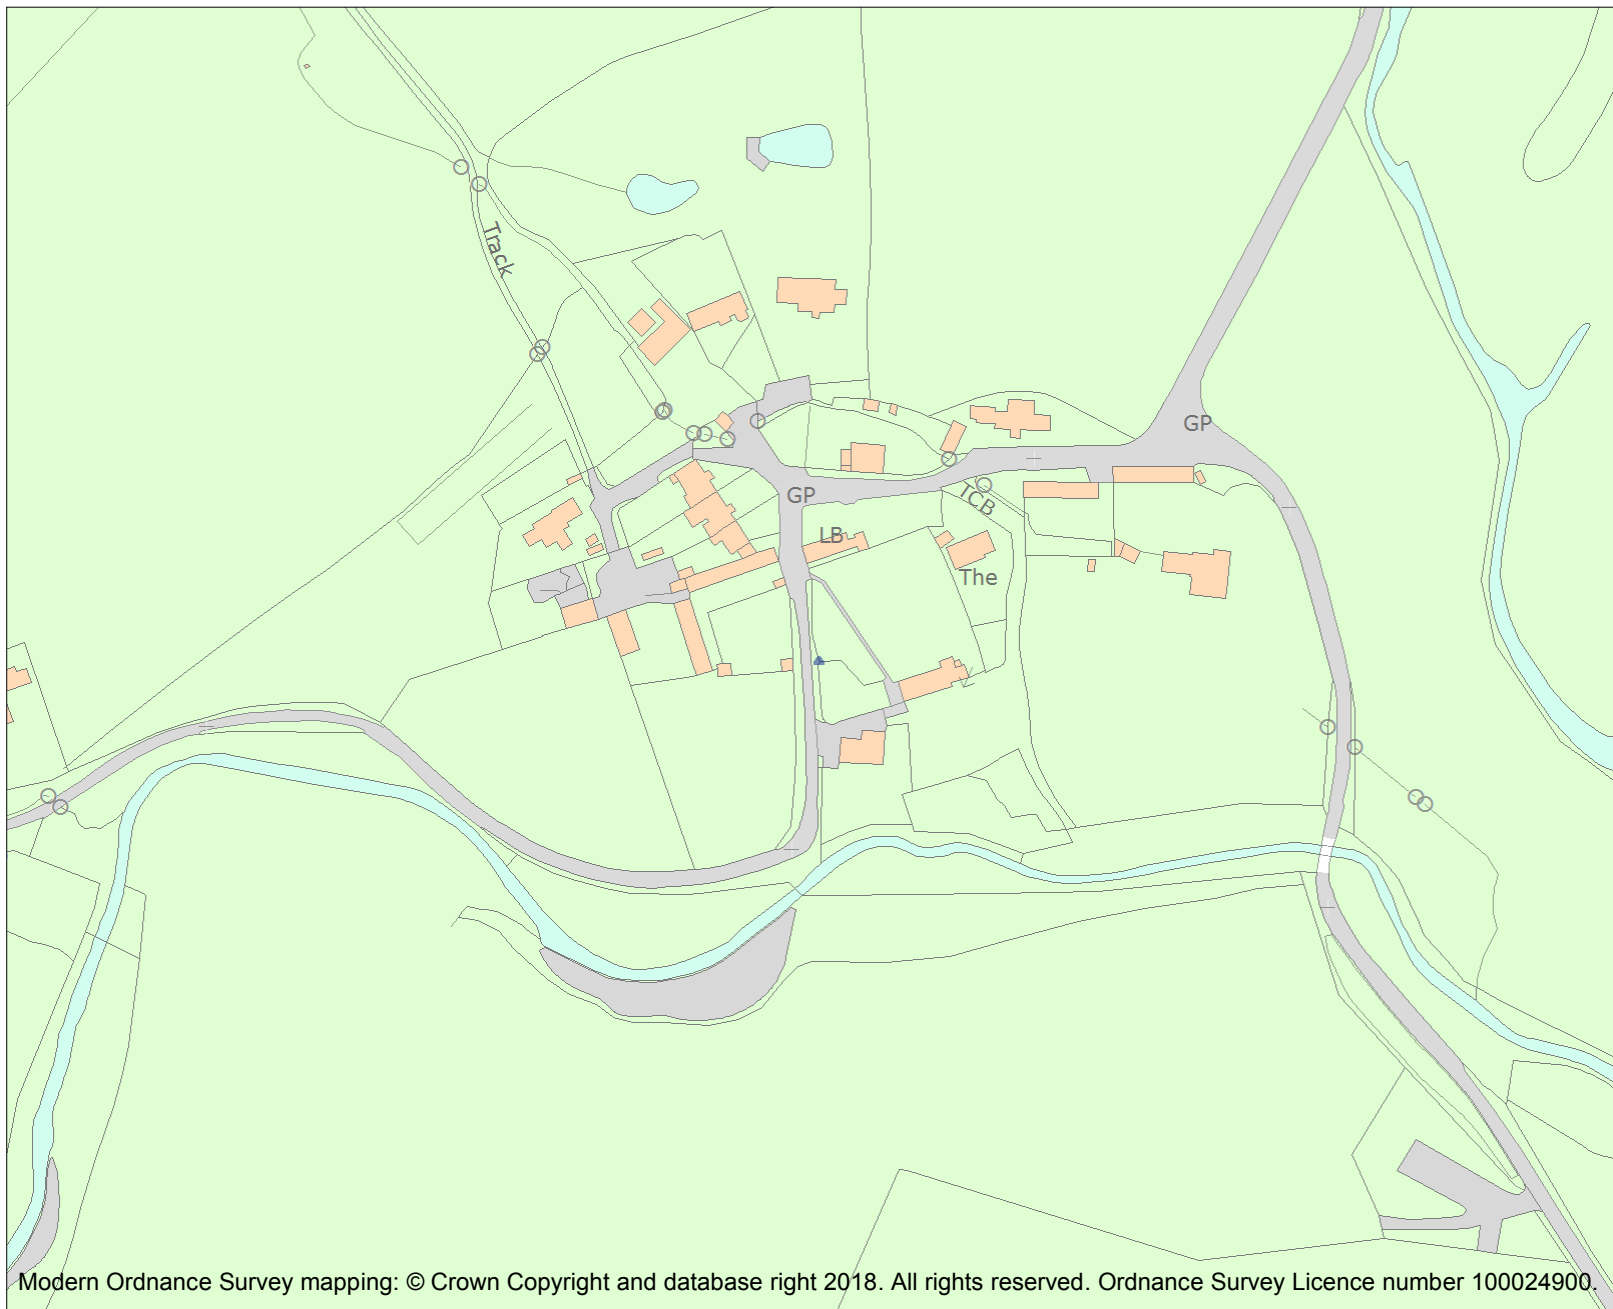 Track
GP
GP
TCB
LB
The
Modern Ordnance Survey mapping: © Crown Copyright and database right 2018. All rights reserved. Ordnance Survey Licence number 100024900.